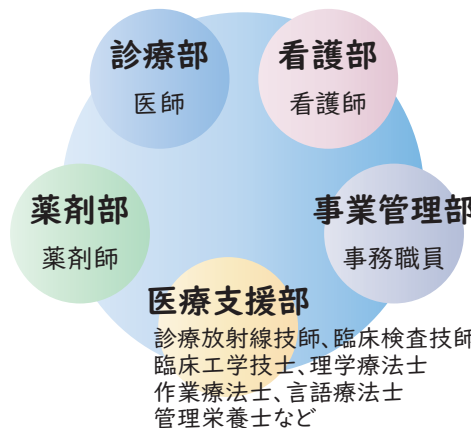 診療部
医師
看護部
看護師
薬剤部
薬剤師
事業管理部
事務職員
医療支援部
診療放射線技師、臨床検査技師
臨床工学技士、理学療法士
作業療法士、言語療法士
管理栄養士など